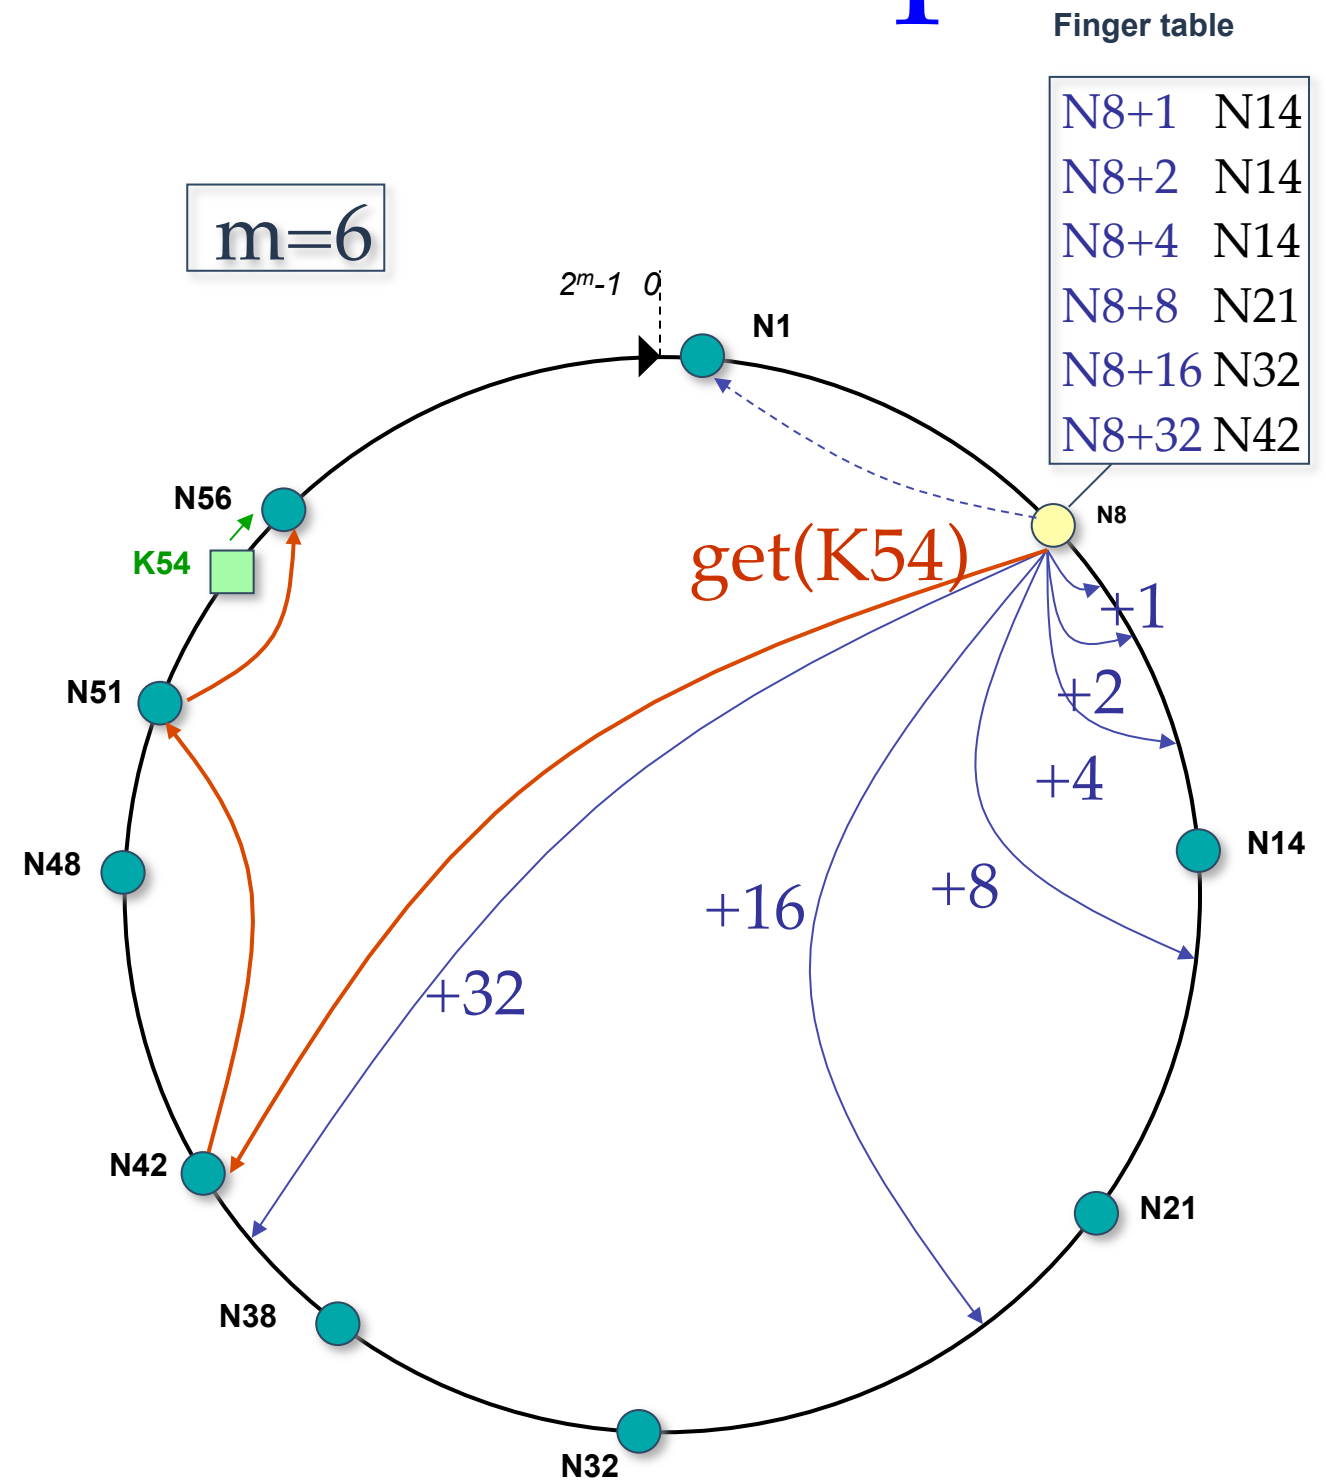 Finger table
N8+1 N14
N8+2 N14
N8+4 N14
N8+8 N21
N8+16 N32
N8+32 N42
m=6
2^m-1 0
N1
N56
N8
K54
get(K54)
+1
N51
+2
+4
N14
N48
+8
+16
+32
N42
N21
N38
N32